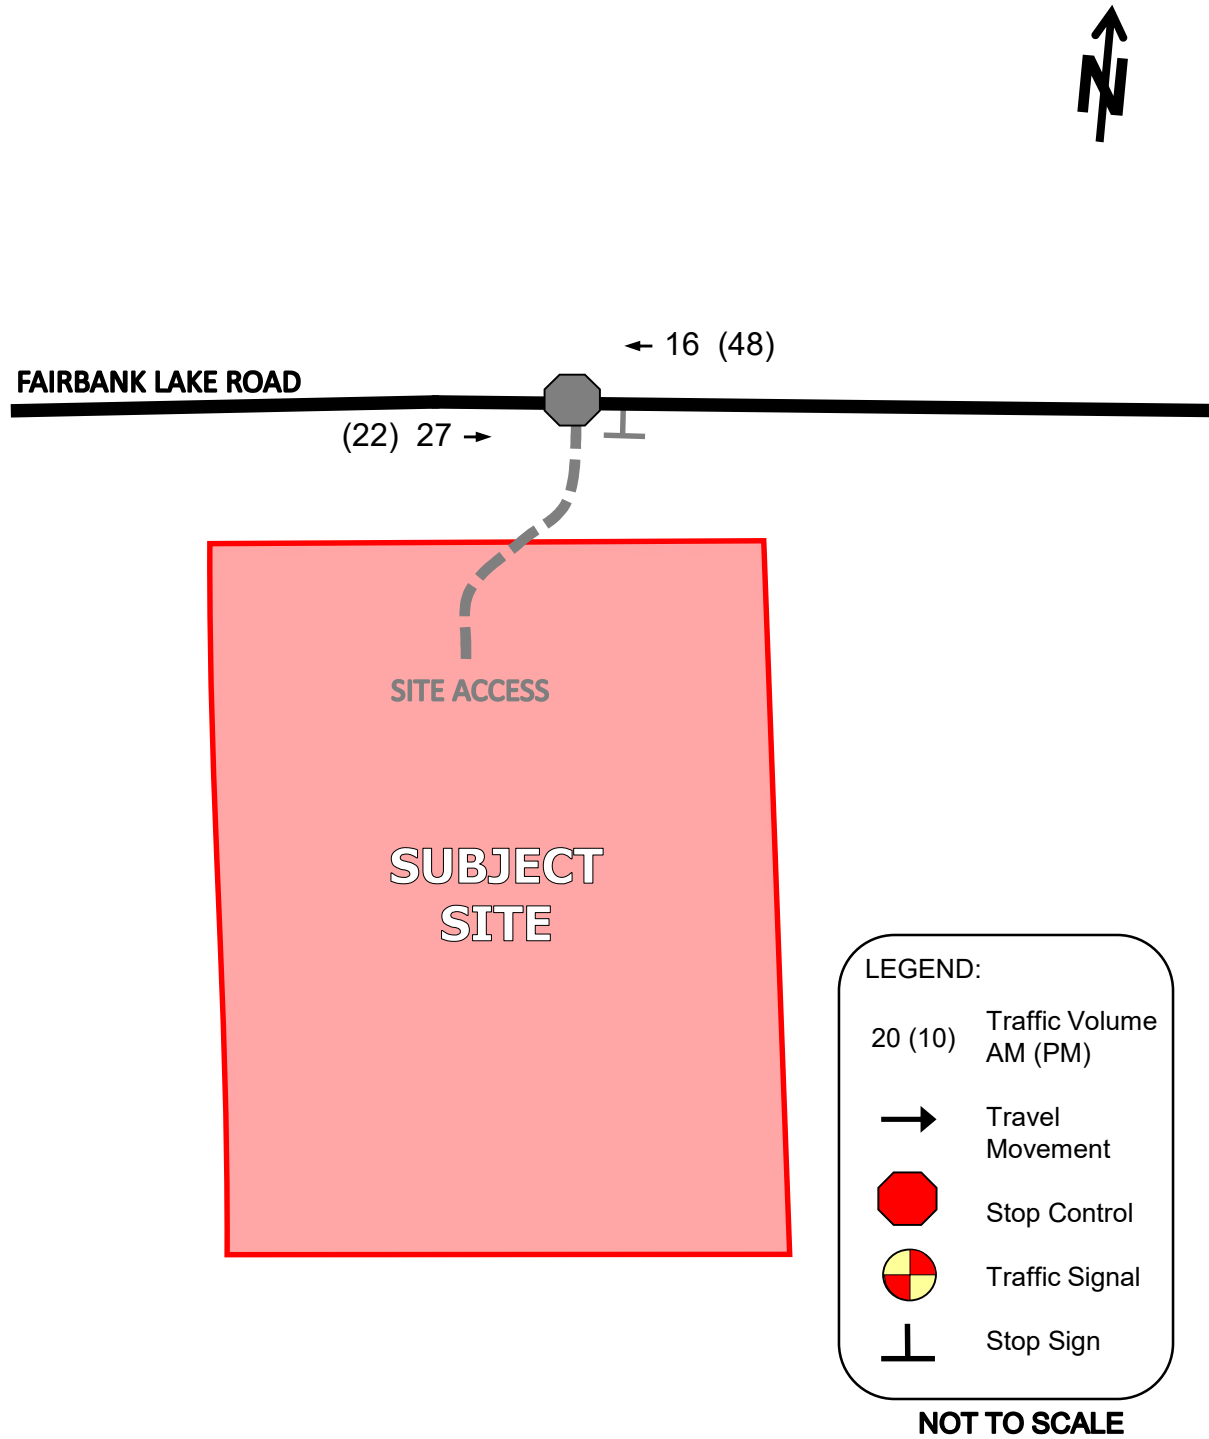 N
16 (48)
FAIRBANK LAKE ROAD
(22) 27
SITE ACCESS
SUBJECT
SITE
LEGEND:
20 (10)
Traffic Volume
AM (PM)
Travel
Movement
Stop Control
Traffic Signal
Stop Sign
NOT TO SCALE